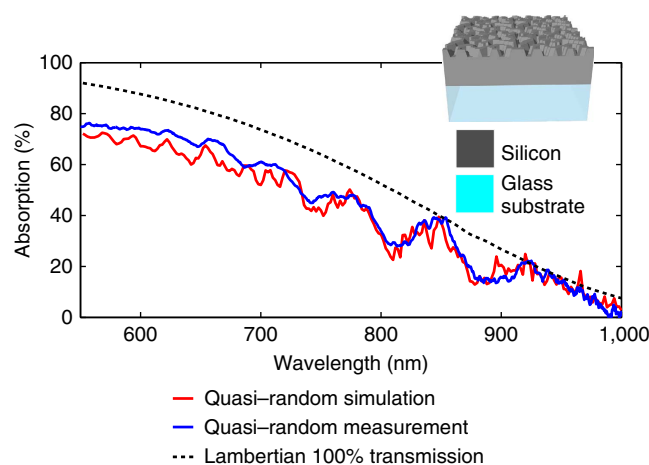 100
80
60
40
20
0
Absorption (%)
600
700
800
900
1,000
Wavelength (nm)
Silicon
Glass
substrate
Quasi–random simulation
Quasi–random measurement
Lambertian 100% transmission